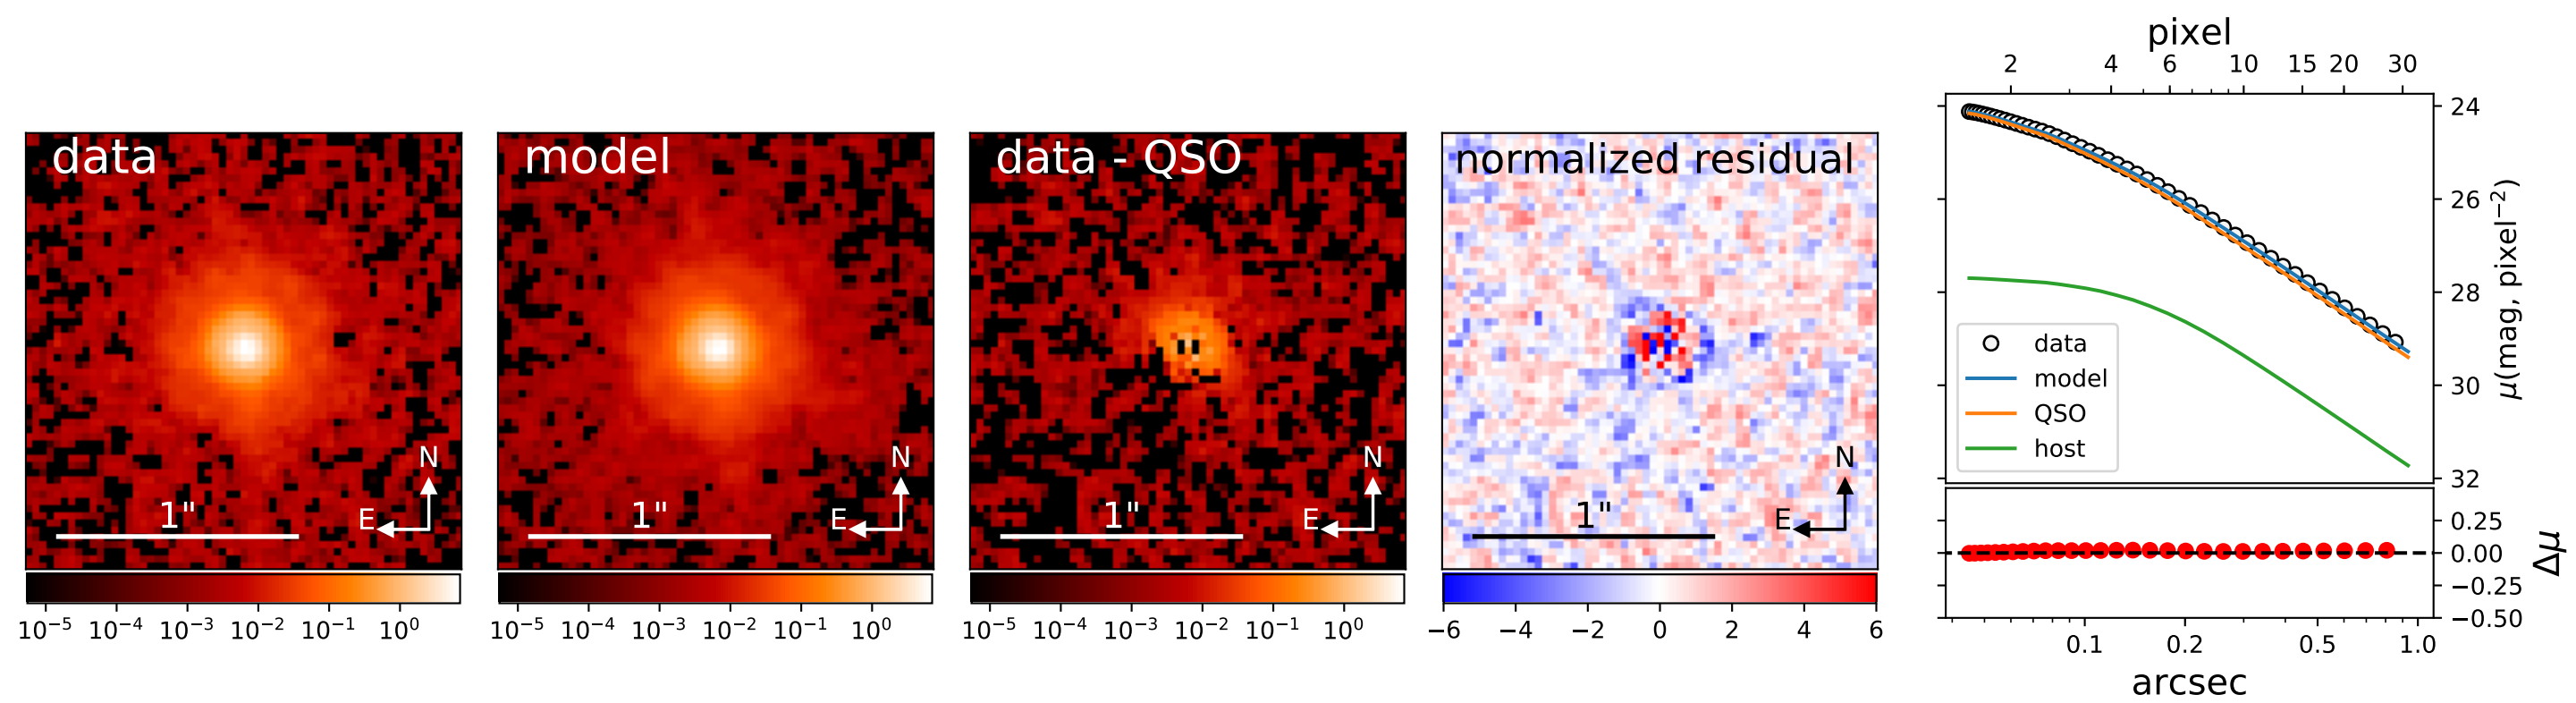 data
N
E
1"
10⁻⁵ 10⁻⁴ 10⁻³ 10⁻² 10⁻¹ 10⁰
model
N
E
1"
10⁻⁵ 10⁻⁴ 10⁻³ 10⁻² 10⁻¹ 10⁰
data - QSO
N
E
1"
10⁻⁵ 10⁻⁴ 10⁻³ 10⁻² 10⁻¹ 10⁰
normalized residual
N
E
1"
−6 −4 −2 0 2 4 6
pixel
2 4 6 10 15 20 30
24
26
28
30
32
μ(mag, pixel⁻²)
data
model
QSO
host
0.25
0.00
−0.25
−0.50
Δμ
0.1 0.2 0.5 1.0
arcsec